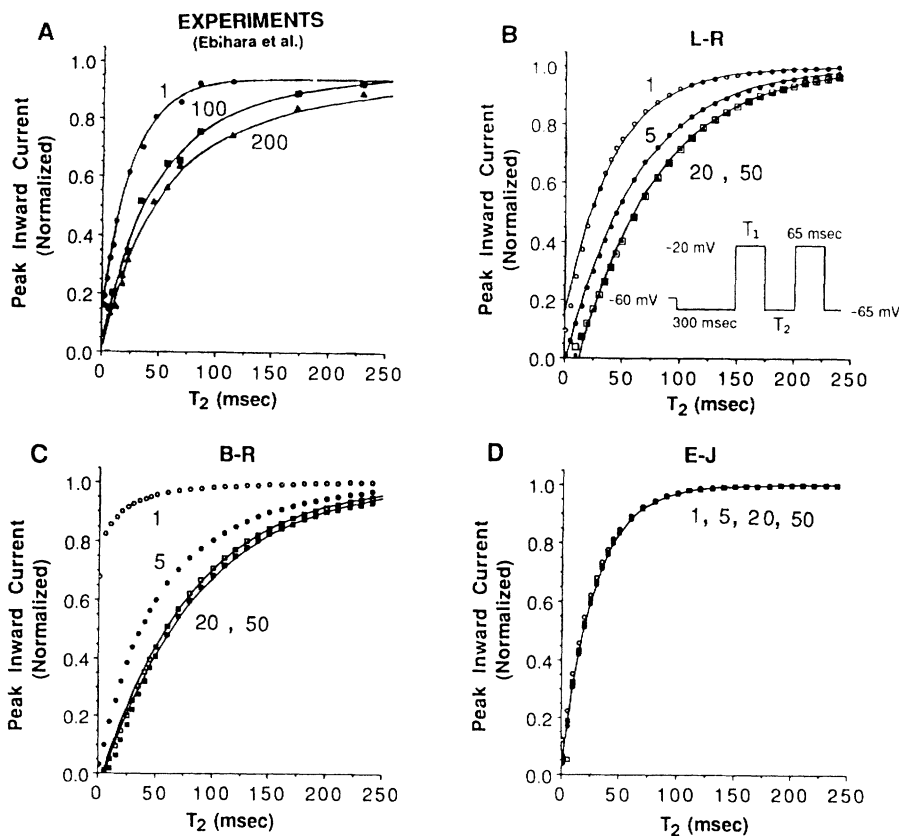 A
EXPERIMENTS
(Ebihara et al.)
Peak Inward Current
(Normalized)
1.0
0.8
0.6
0.4
0.2
0.0
1
100
200
0
50
100
150
200
250
T2 (msec)
B
L-R
Peak Inward Current
(Normalized)
1.0
0.8
0.6
0.4
0.2
0.0
1
5
20 , 50
T1
65 msec
-20 mV
-60 mV
300 msec
T2
-65 mV
0
50
100
150
200
250
T2 (msec)
C
B-R
Peak Inward Current
(Normalized)
1.0
0.8
0.6
0.4
0.2
0.0
1
5
20 , 50
0
50
100
150
200
250
T2 (msec)
D
E-J
Peak Inward Current
(Normalized)
1.0
0.8
0.6
0.4
0.2
0.0
1, 5, 20, 50
0
50
100
150
200
250
T2 (msec)